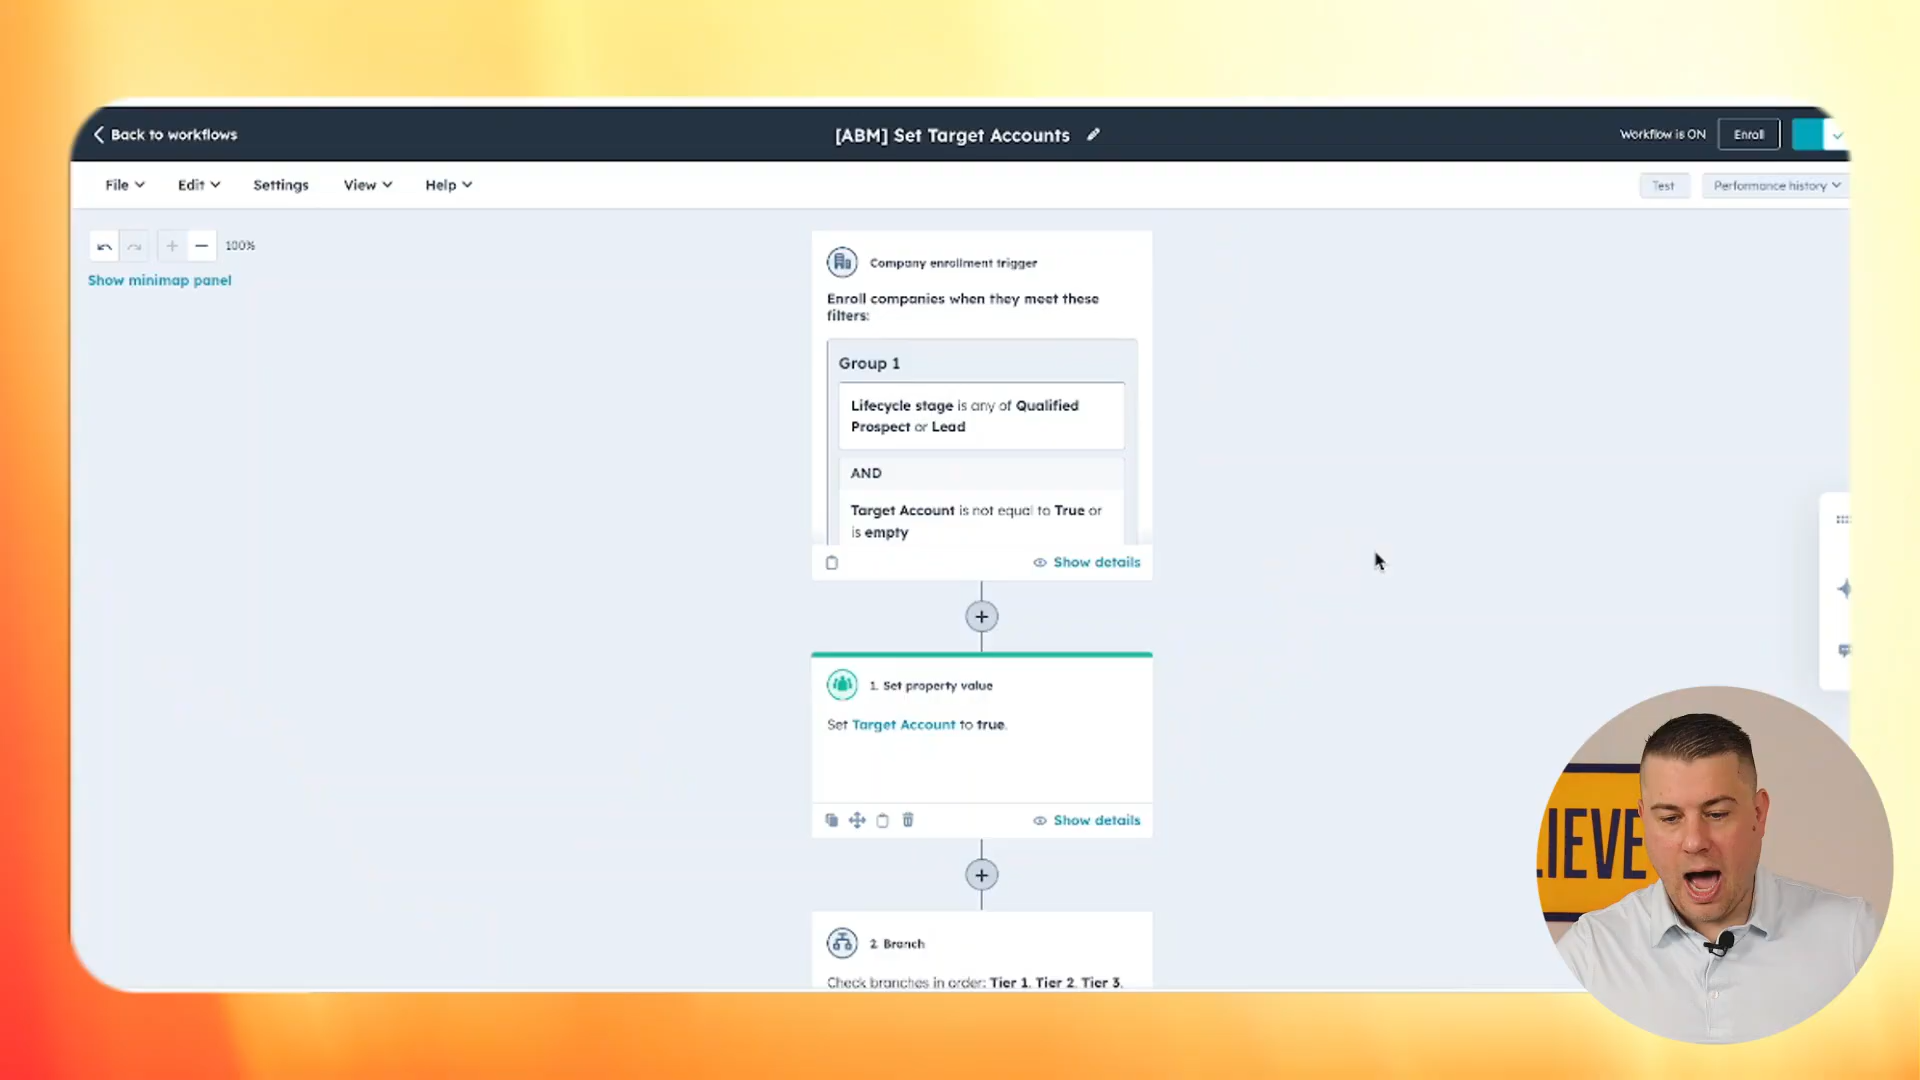 Back to workflows
[ABM] Set Target Accounts
Workflow is ON
Enroll
File
Edit
Settings
View
Help
Test
Performance history
100%
Show minimap panel
Company enrollment trigger
Enroll companies when they meet these
filters:
Group 1
Lifecycle stage is any of Qualified
Prospect or Lead
AND
Target Account is not equal to True or
is empty
Show details
1. Set property value
Set Target Account to true.
Show details
2. Branch
Check branches in order: Tier 1, Tier 2, Tier 3,
LIEVE